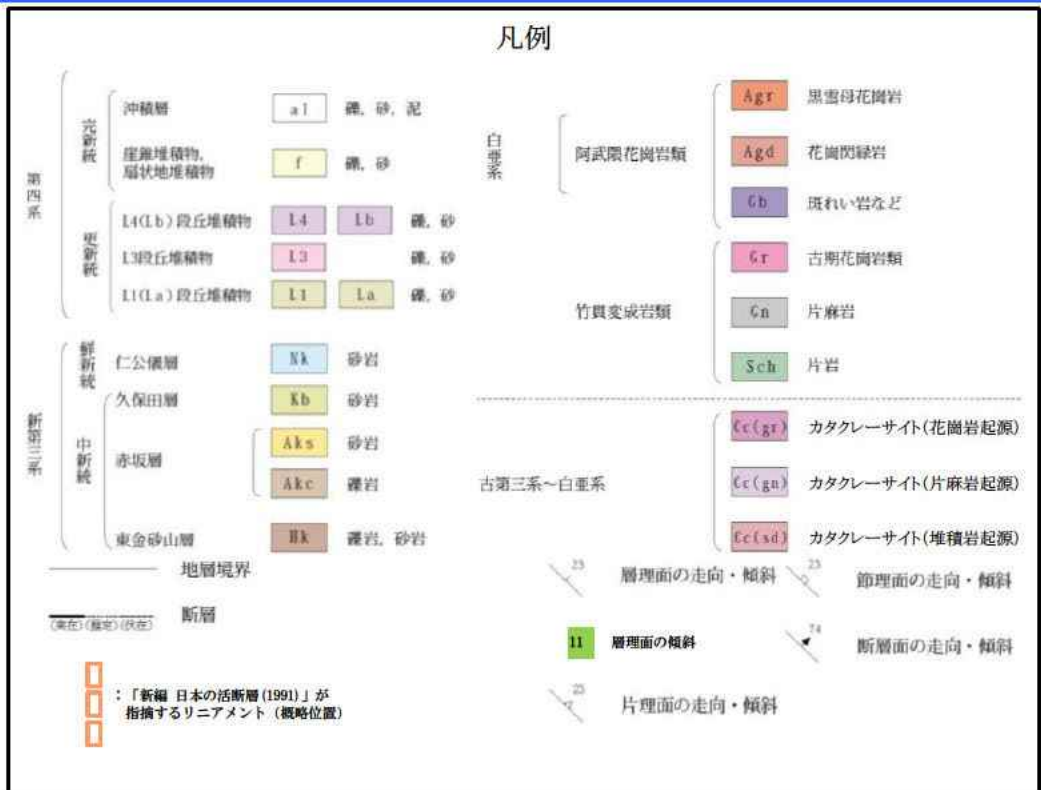 凡例
第四系
完新統
沖積層 al 礫, 砂, 泥
崖錐堆積物,
扇状地堆積物 f 礫, 砂
更新統
L4(Lb)段丘堆積物 L4 Lb 礫, 砂
L3段丘堆積物 L3 礫, 砂
L1(La)段丘堆積物 L1 La 礫, 砂
新第三系
鮮新統
仁公儀層 Nk 砂岩
中新統
久保田層 Kb 砂岩
赤坂層
Aks 砂岩
Akc 礫岩
東金砂山層 Hk 礫岩, 砂岩
地層境界
(実在)(推定)(伏在) 断層
:「新編 日本の活断層(1991)」が
指摘するリニアメント(概略位置)
白亜系
阿武隈花崗岩類
Agr 黒雲母花崗岩
Agd 花崗閃緑岩
Gb 斑れい岩など
竹貫変成岩類
Gr 古期花崗岩類
Gn 片麻岩
Sch 片岩
古第三系~白亜系
Cc(gr) カタクレーサイト(花崗岩起源)
Cc(gn) カタクレーサイト(片麻岩起源)
Cc(sd) カタクレーサイト(堆積岩起源)
23 層理面の走向・傾斜
23 節理面の走向・傾斜
11 層理面の傾斜
74 断層面の走向・傾斜
25 片理面の走向・傾斜